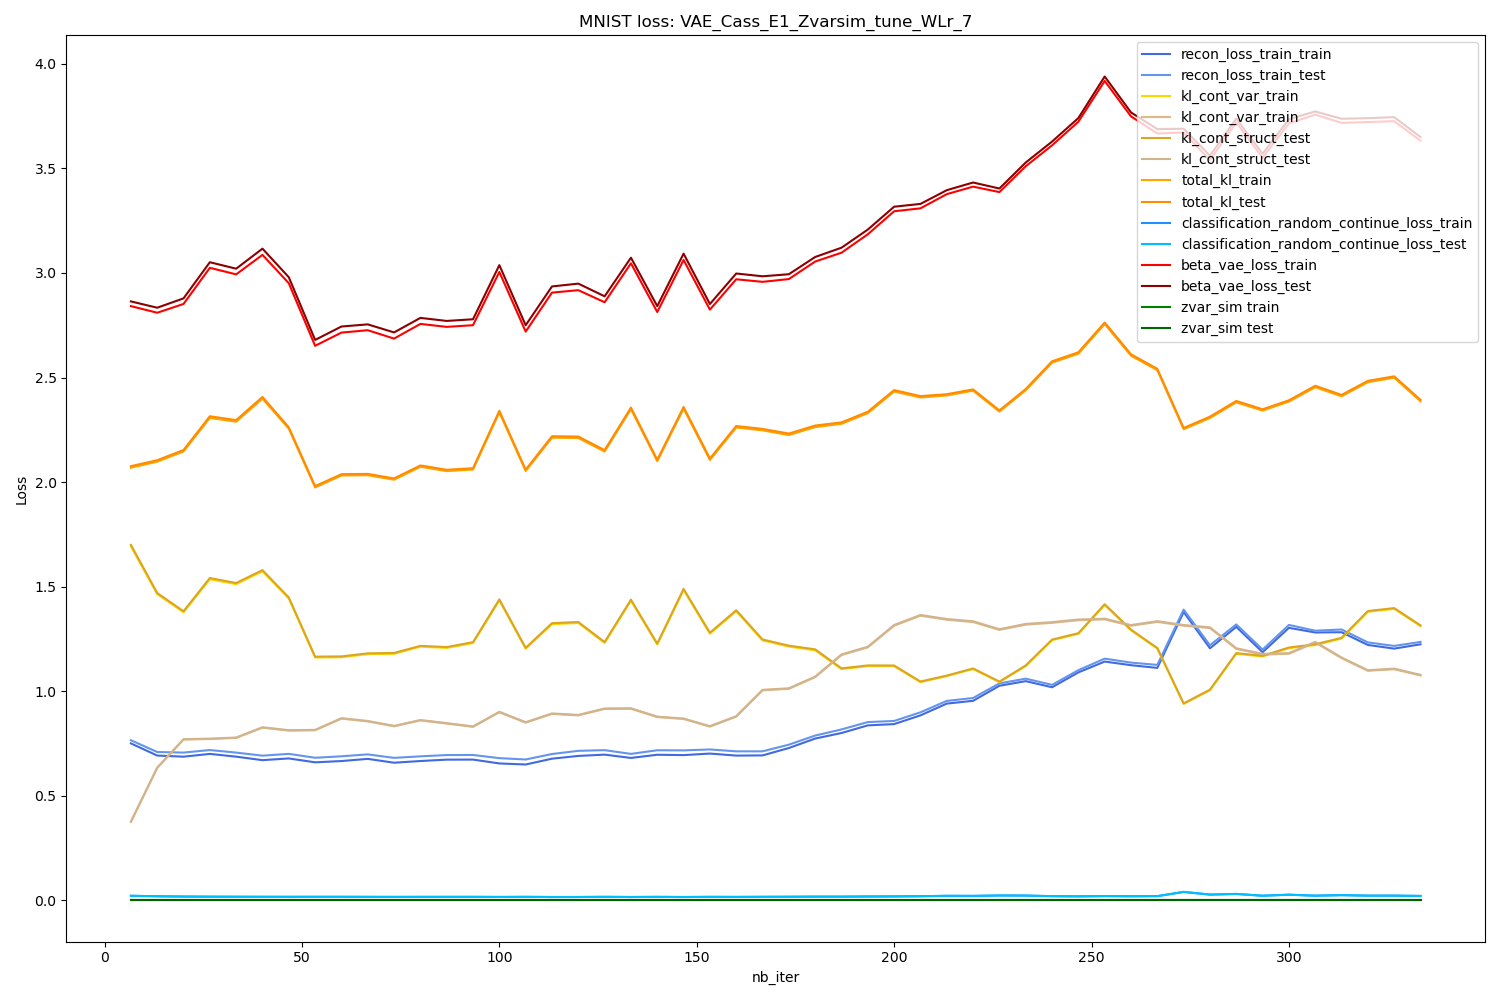 MNIST loss: VAE_Cass_E1_Zvarsim_tune_WLr_7
recon_loss_train_train
recon_loss_train_test
kl_cont_var_train
kl_cont_var_train
kl_cont_struct_test
kl_cont_struct_test
total_kl_train
total_kl_test
classification_random_continue_loss_train
classification_random_continue_loss_test
beta_vae_loss_train
beta_vae_loss_test
zvar_sim train
zvar_sim test
Loss
4.0
3.5
3.0
2.5
2.0
1.5
1.0
0.5
0.0
0 50 100 150 200 250 300
nb_iter